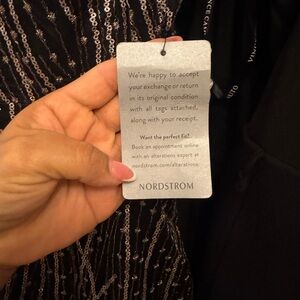 We're happy to accept
your exchange or return
in its original condition
with all tags attached,
along with your receipt.
Want the perfect fit?
Book an appointment online
with an alterations expert at
nordstrom.com/alterations.
NORDSTROM